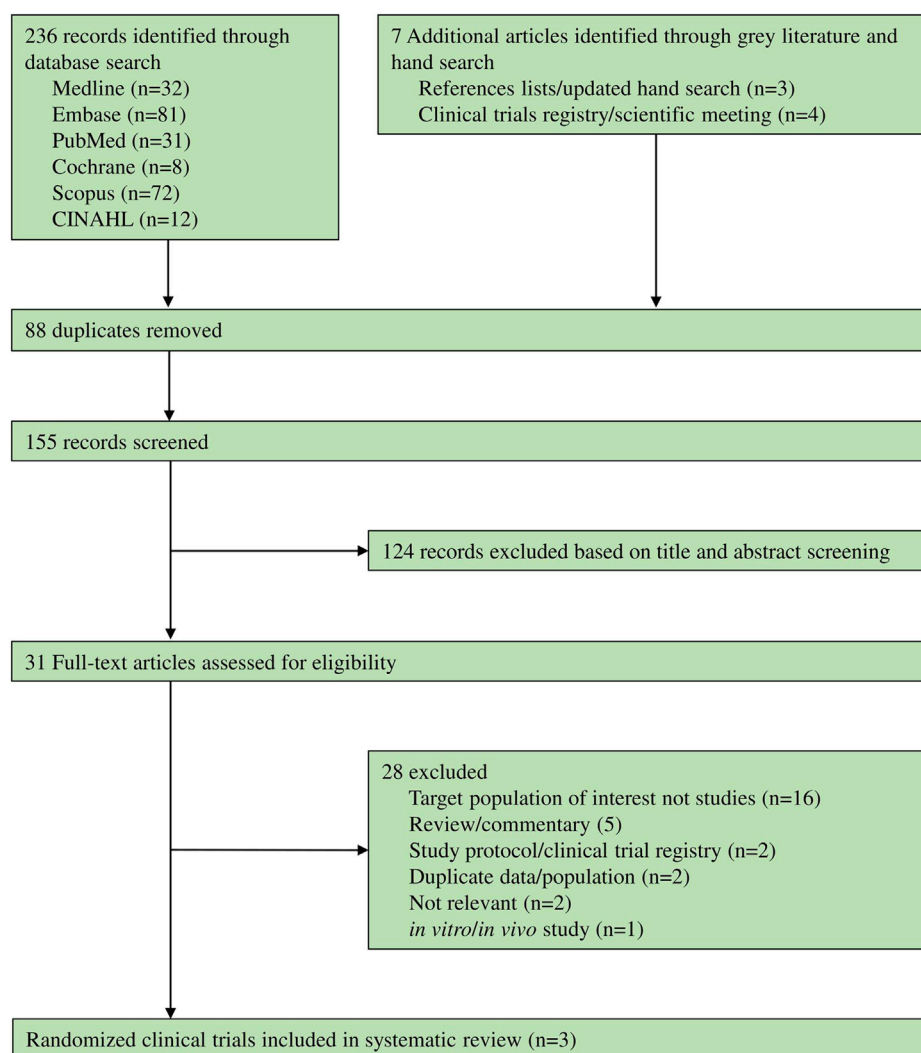 236 records identified through
database search
Medline (n=32)
Embase (n=81)
PubMed (n=31)
Cochrane (n=8)
Scopus (n=72)
CINAHL (n=12)
7 Additional articles identified through grey literature and
hand search
References lists/updated hand search (n=3)
Clinical trials registry/scientific meeting (n=4)
88 duplicates removed
155 records screened
124 records excluded based on title and abstract screening
31 Full-text articles assessed for eligibility
28 excluded
Target population of interest not studies (n=16)
Review/commentary (5)
Study protocol/clinical trial registry (n=2)
Duplicate data/population (n=2)
Not relevant (n=2)
in vitro/in vivo study (n=1)
Randomized clinical trials included in systematic review (n=3)